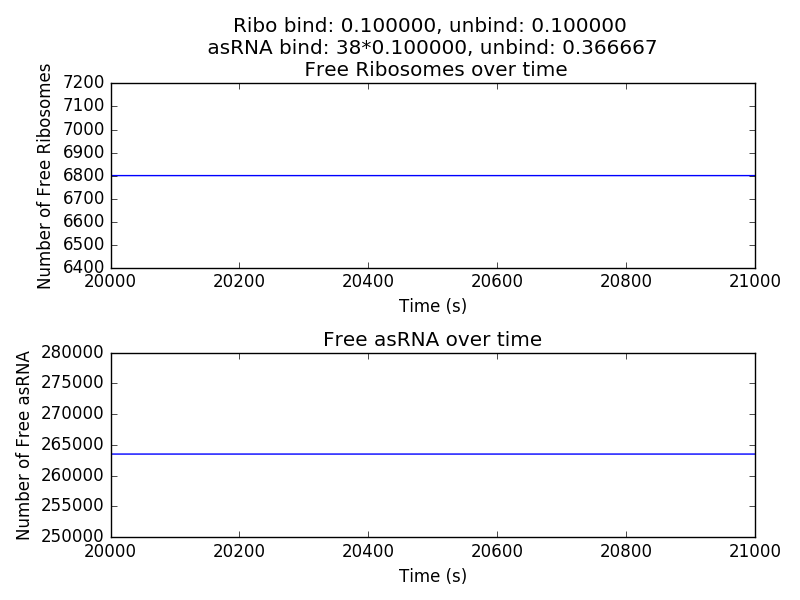 Ribo bind: 0.100000, unbind: 0.100000
asRNA bind: 38*0.100000, unbind: 0.366667
Free Ribosomes over time
Number of Free Ribosomes
7200
7100
7000
6900
6800
6700
6600
6500
6400
20000 20200 20400 20600 20800 21000
Time (s)
Free asRNA over time
Number of Free asRNA
280000
275000
270000
265000
260000
255000
250000
20000 20200 20400 20600 20800 21000
Time (s)